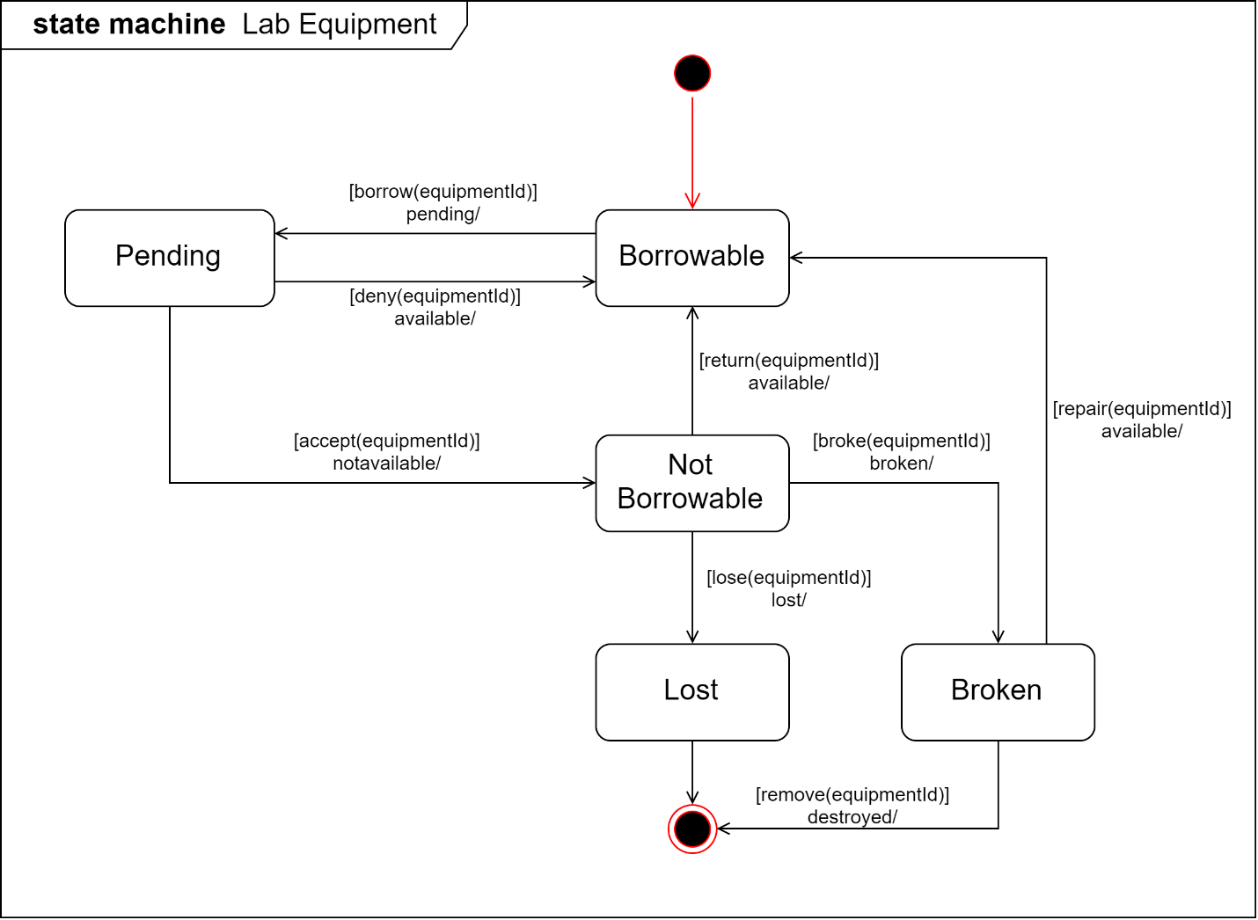 state machine Lab Equipment
[borrow(equipmentId)]
pending/
Pending
Borrowable
[deny(equipmentId)]
available/
[return(equipmentId)]
available/
[repair(equipmentId)]
available/
[accept(equipmentId)]
notavailable/
Not
Borrowable
[broke(equipmentId)]
broken/
[lose(equipmentId)]
lost/
Lost
Broken
[remove(equipmentId)]
destroyed/